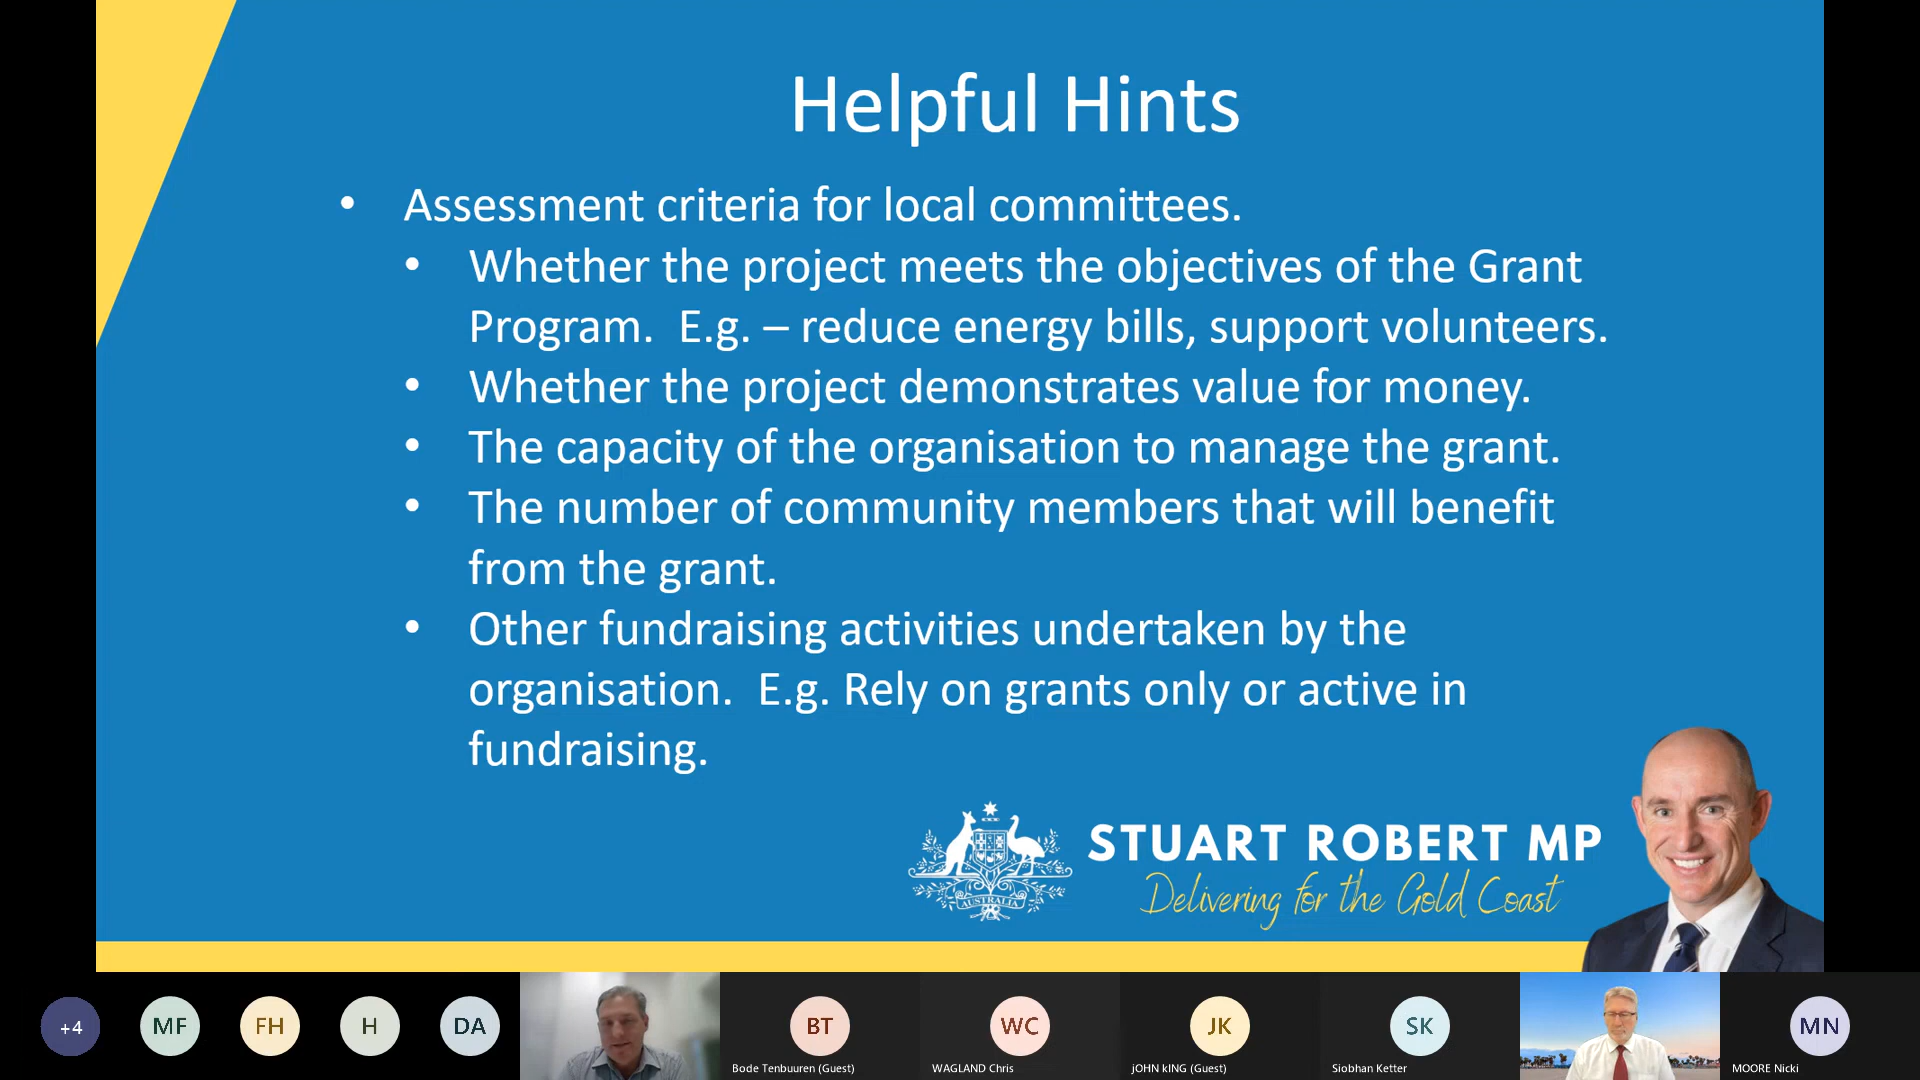 Helpful Hints
• Assessment criteria for local committees.
• Whether the project meets the objectives of the Grant
Program. E.g. – reduce energy bills, support volunteers.
• Whether the project demonstrates value for money.
• The capacity of the organisation to manage the grant.
• The number of community members that will benefit
from the grant.
• Other fundraising activities undertaken by the
organisation. E.g. Rely on grants only or active in
fundraising.
AUSTRALIA
STUART ROBERT MP
Delivering for the Gold Coast
+4
MF
FH
H
DA
BT
WC
JK
SK
MN
Bode Tenbuuren (Guest)
WAGLAND Chris
jOHN kING (Guest)
Siobhan Ketter
MOORE Nicki